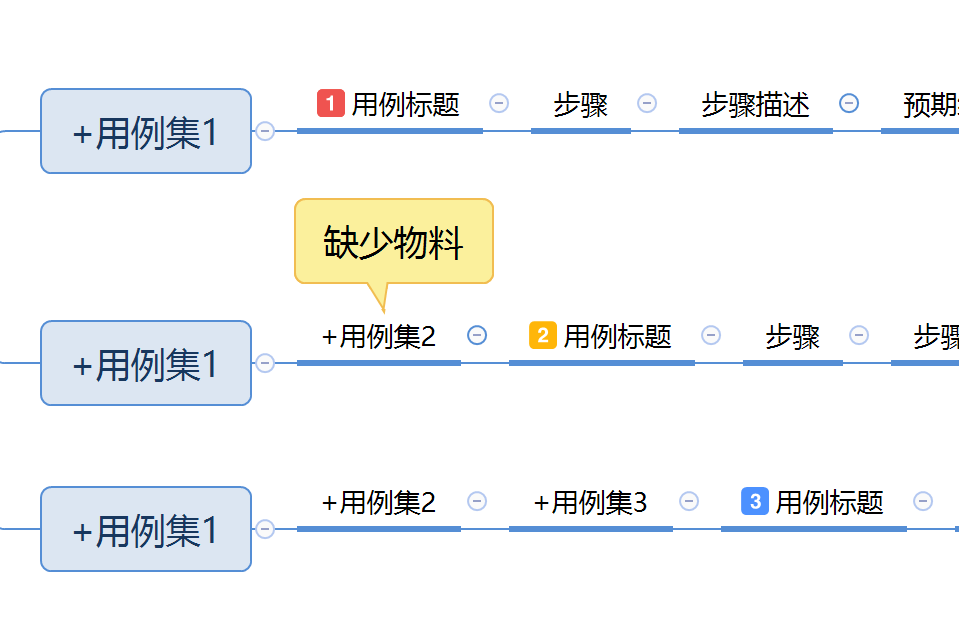 +用例集1
1 用例标题
步骤
步骤描述
预期
缺少物料
+用例集1
+用例集2
2 用例标题
步骤
步骤
+用例集1
+用例集2
+用例集3
3 用例标题